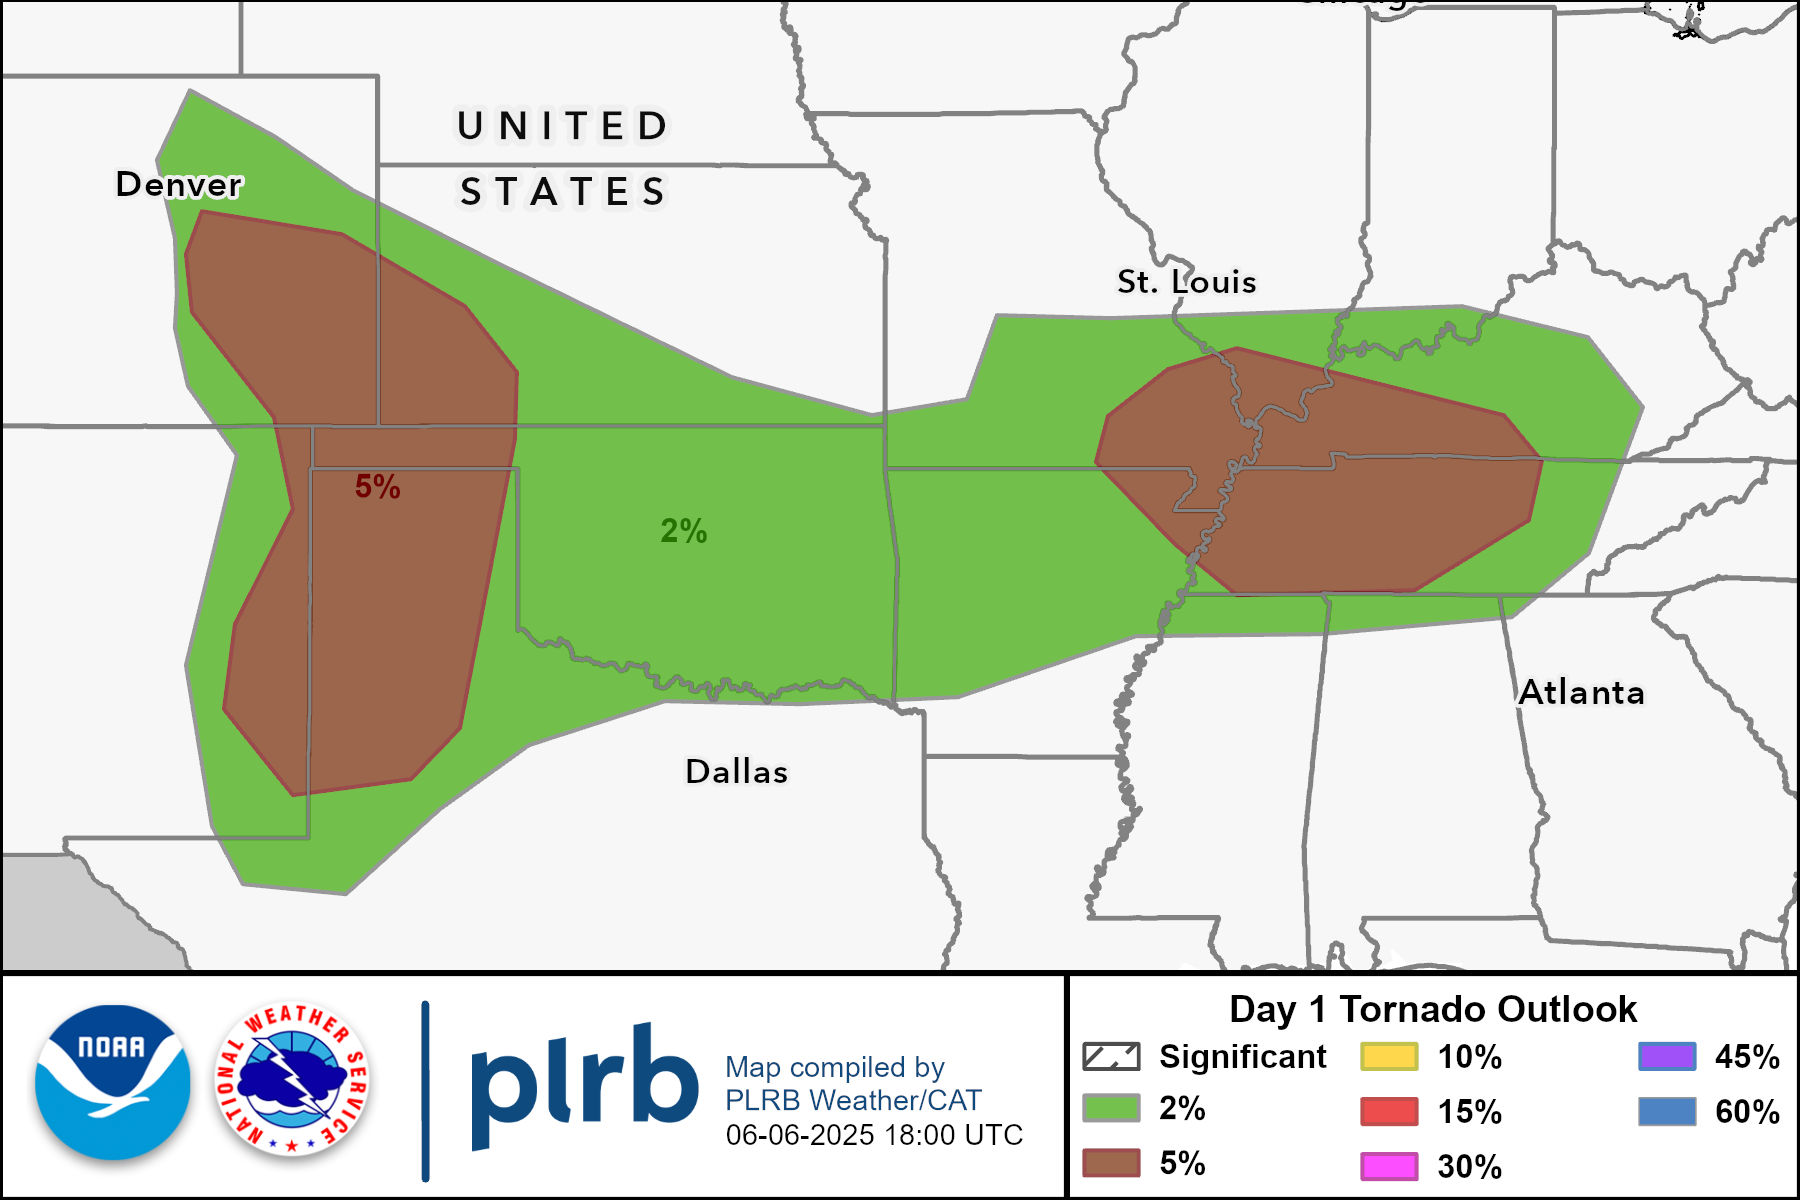 UNITED
STATES
Denver
St. Louis
5%
2%
Atlanta
Dallas
NOAA
NATIONAL WEATHER SERVICE
plrb
Map compiled by
PLRB Weather/CAT
06-06-2025 18:00 UTC
Day 1 Tornado Outlook
Significant
2%
5%
10%
15%
30%
45%
60%